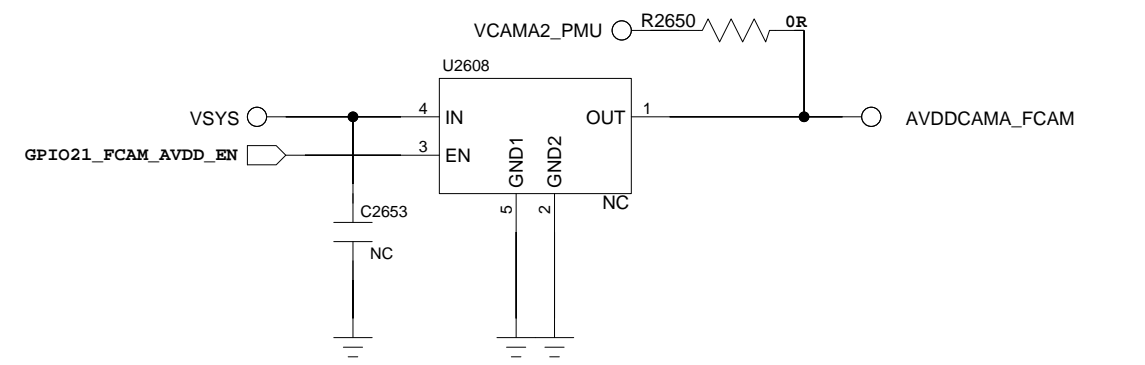 VCAMA2_PMU R2650 0R
U2608
VSYS 4 IN OUT 1 AVDDCAMA_FCAM
GPIO21_FCAM_AVDD_EN 3 EN
GND1 GND2
5 2 NC
C2653
NC